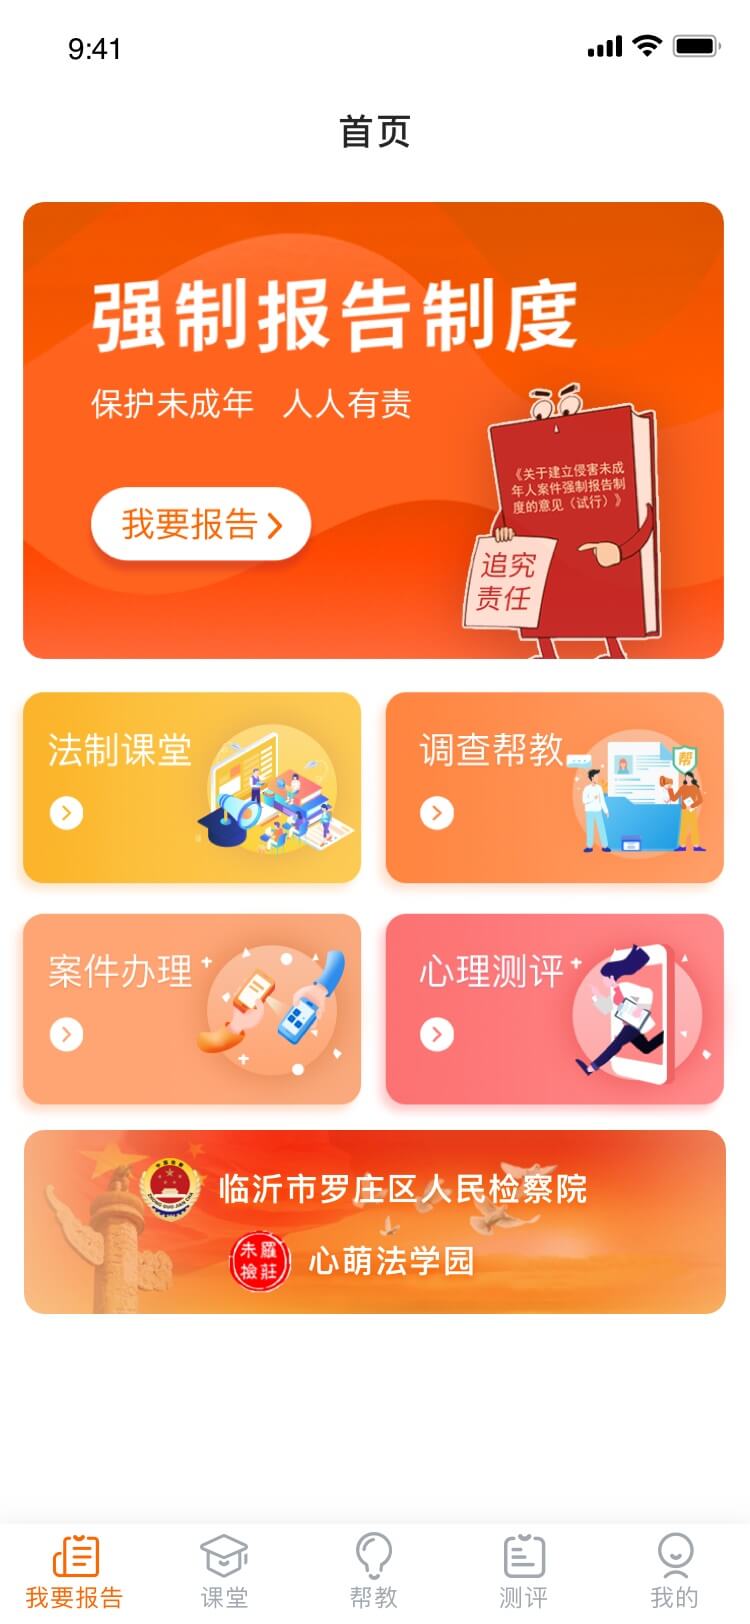 9:41
首页
强制报告制度
保护未成年 人人有责
我要报告
《关于建立侵害未成
年人案件强制报告制
度的意见（试行）》
追究
责任
法制课堂
调查帮教
帮
案件办理
心理测评
临沂市罗庄区人民检察院
未羅
檢莊
心萌法学园
我要报告
课堂
帮教
测评
我的